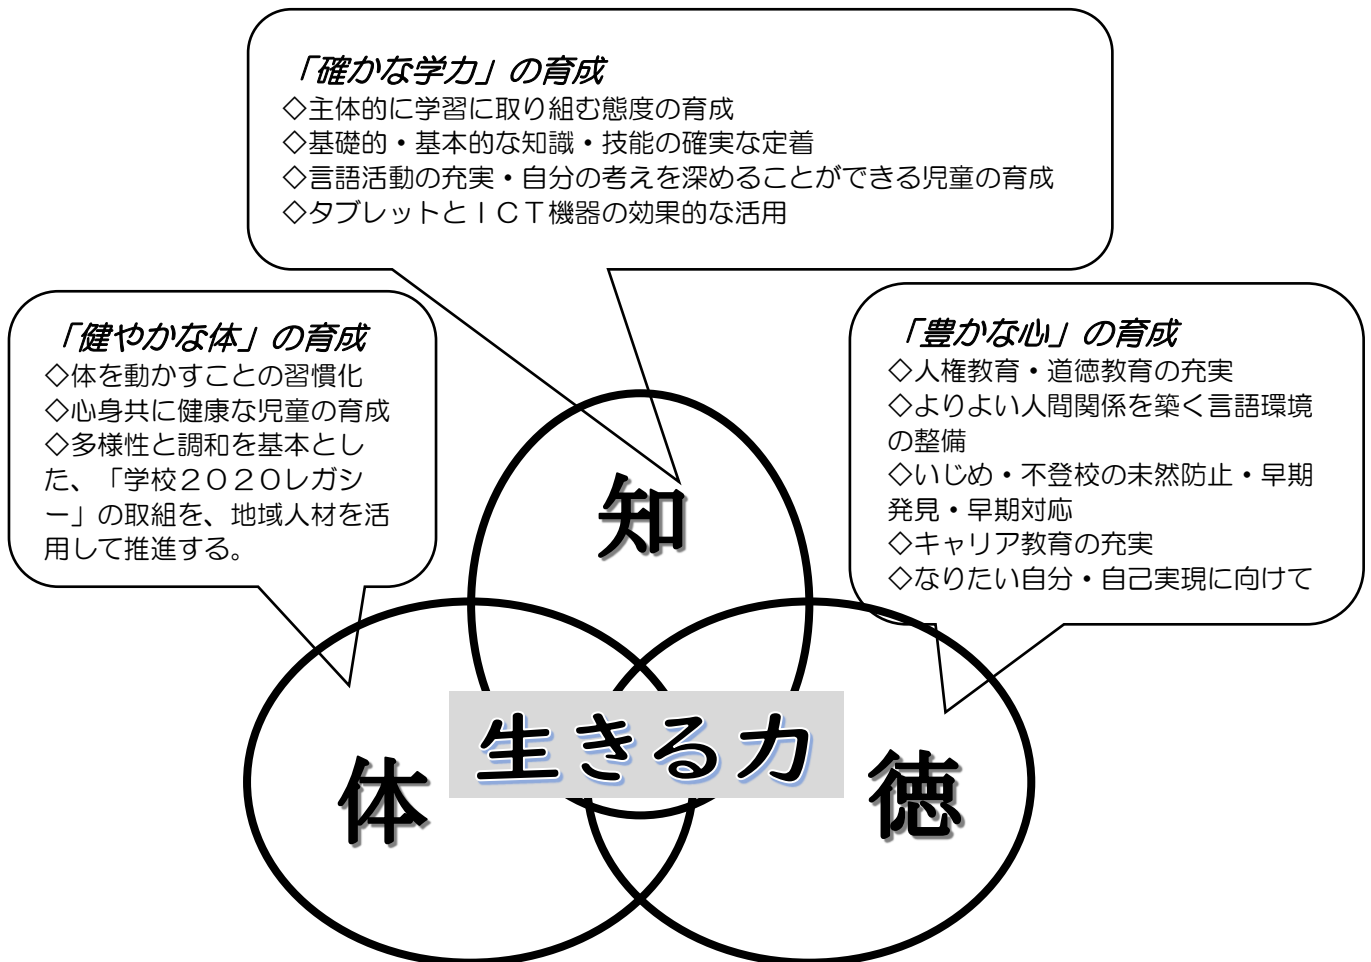 「確かな学力」の育成
◇主体的に学習に取り組む態度の育成
◇基礎的・基本的な知識・技能の確実な定着
◇言語活動の充実・自分の考えを深めることができる児童の育成
◇タブレットとＩＣＴ機器の効果的な活用
「健やかな体」の育成
◇体を動かすことの習慣化
◇心身共に健康な児童の育成
◇多様性と調和を基本とし
た、「学校２０２０レガシ
ー」の取組を、地域人材を活
用して推進する。
「豊かな心」の育成
◇人権教育・道徳教育の充実
◇よりよい人間関係を築く言語環境
の整備
◇いじめ・不登校の未然防止・早期
発見・早期対応
◇キャリア教育の充実
◇なりたい自分・自己実現に向けて
知
生きる力
体
徳